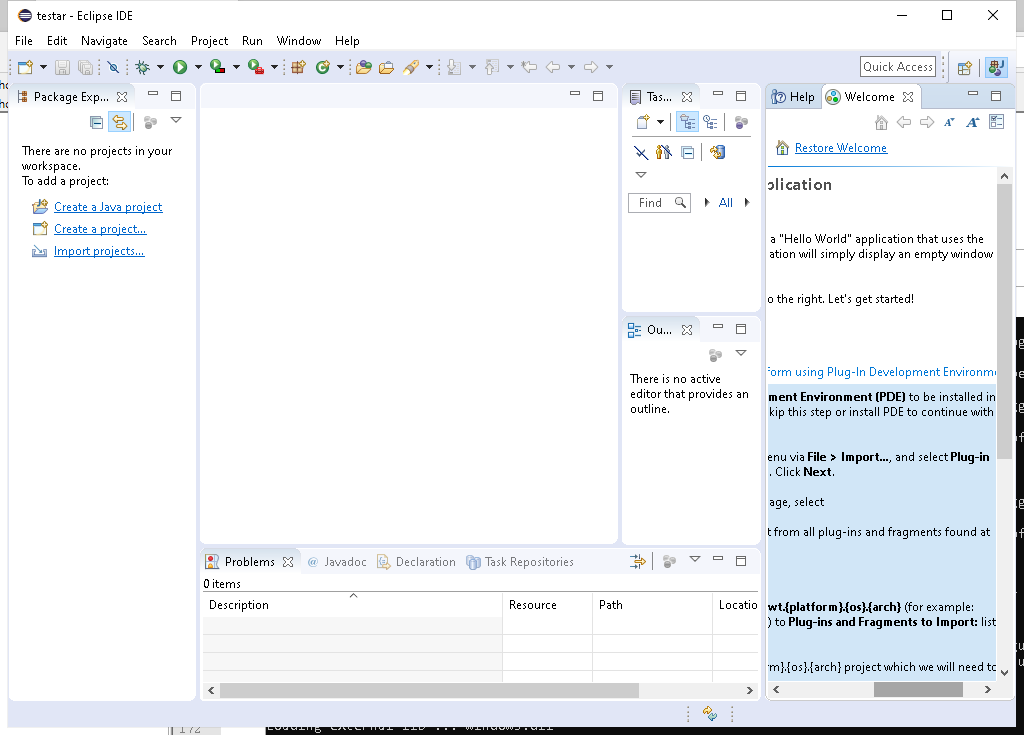 testar - Eclipse IDE
File Edit Navigate Search Project Run Window Help
Quick Access
Package Exp...
There are no projects in your
workspace.
To add a project:
Create a Java project
Create a project...
Import projects...
Tas...
Find
All
Ou...
There is no active
editor that provides an
outline.
Help
Welcome
Restore Welcome
plication
a "Hello World" application that uses the
ation will simply display an empty window
o the right. Let's get started!
form using Plug-In Development Environme
ment Environment (PDE) to be installed in
kip this step or install PDE to continue with
enu via File > Import..., and select Plug-in
. Click Next.
age, select
t from all plug-ins and fragments found at
wt.{platform}.{os}.{arch} (for example:
) to Plug-ins and Fragments to Import: list
rm}.{os}.{arch} project which we will need to
Problems @ Javadoc Declaration Task Repositories
0 items
Description Resource Path Locatio
172
Loading external lib ... windows.dll